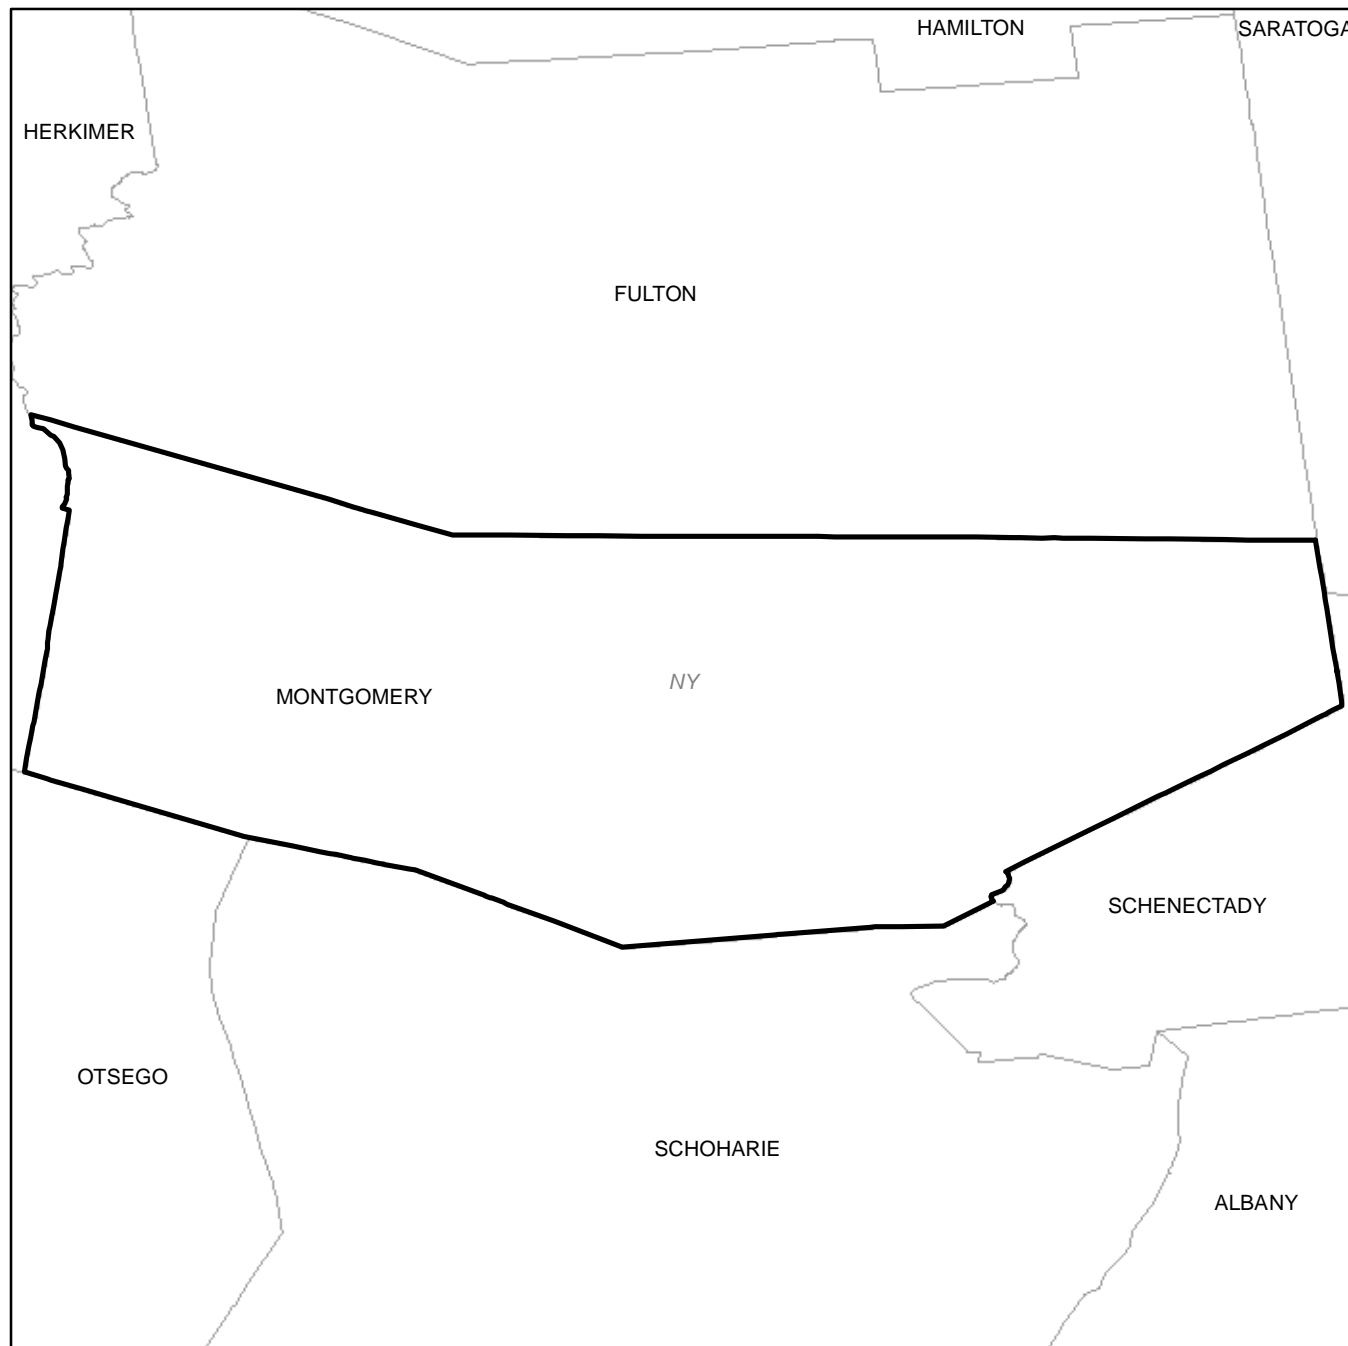 HAMILTON
SARATOGA
HERKIMER
FULTON
NY
MONTGOMERY
SCHENECTADY
OTSEGO
SCHOHARIE
ALBANY